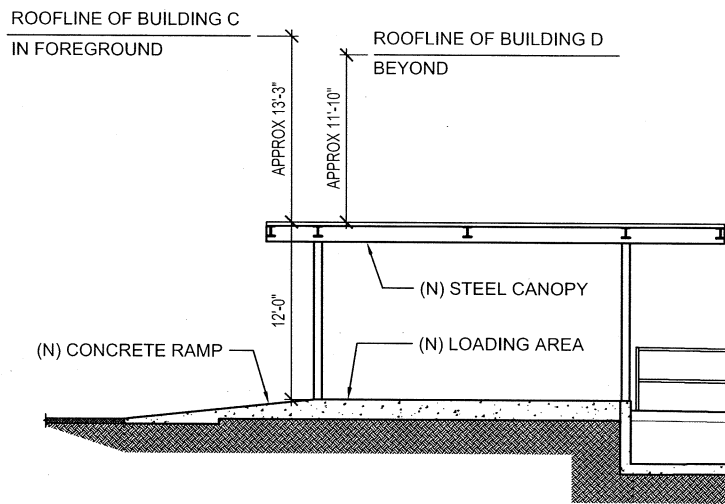 ROOFLINE OF BUILDING C
IN FOREGROUND
ROOFLINE OF BUILDING D
BEYOND
APPROX 13'-3"
APPROX 11'-10"
12'-0"
(N) STEEL CANOPY
(N) CONCRETE RAMP
(N) LOADING AREA